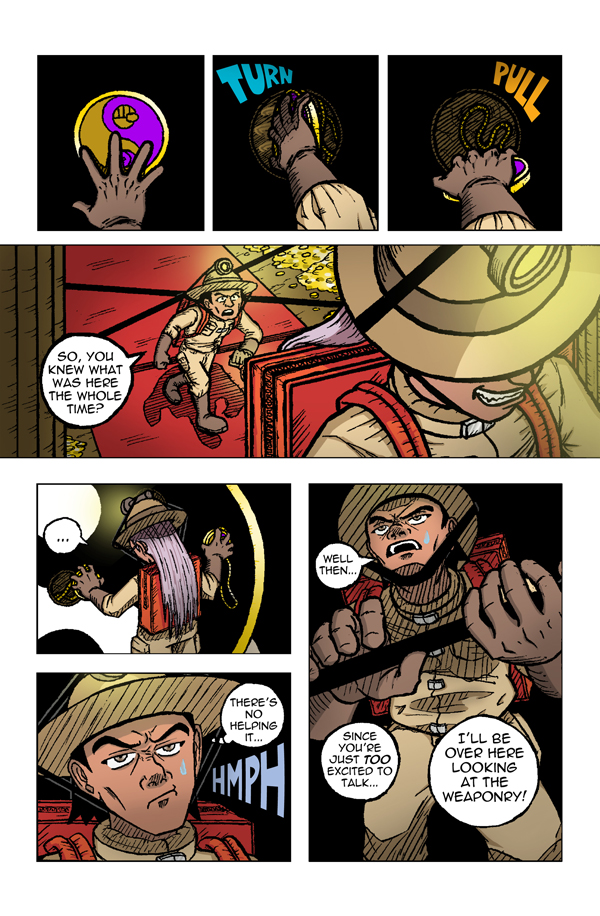 TURN
PULL
SO, YOU
KNEW WHAT
WAS HERE
THE WHOLE
TIME?
...
THERE'S
NO
HELPING
IT...
HMPH
WELL
THEN...
SINCE
YOU'RE
JUST TOO
EXCITED TO
TALK...
I'LL BE
OVER HERE
LOOKING
AT THE
WEAPONRY!